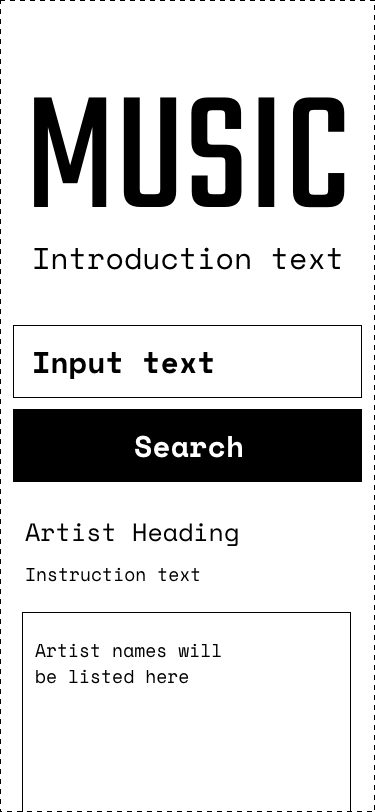 MUSIC
Introduction text
Input text
Search
Artist Heading
Instruction text
Artist names will
be listed here